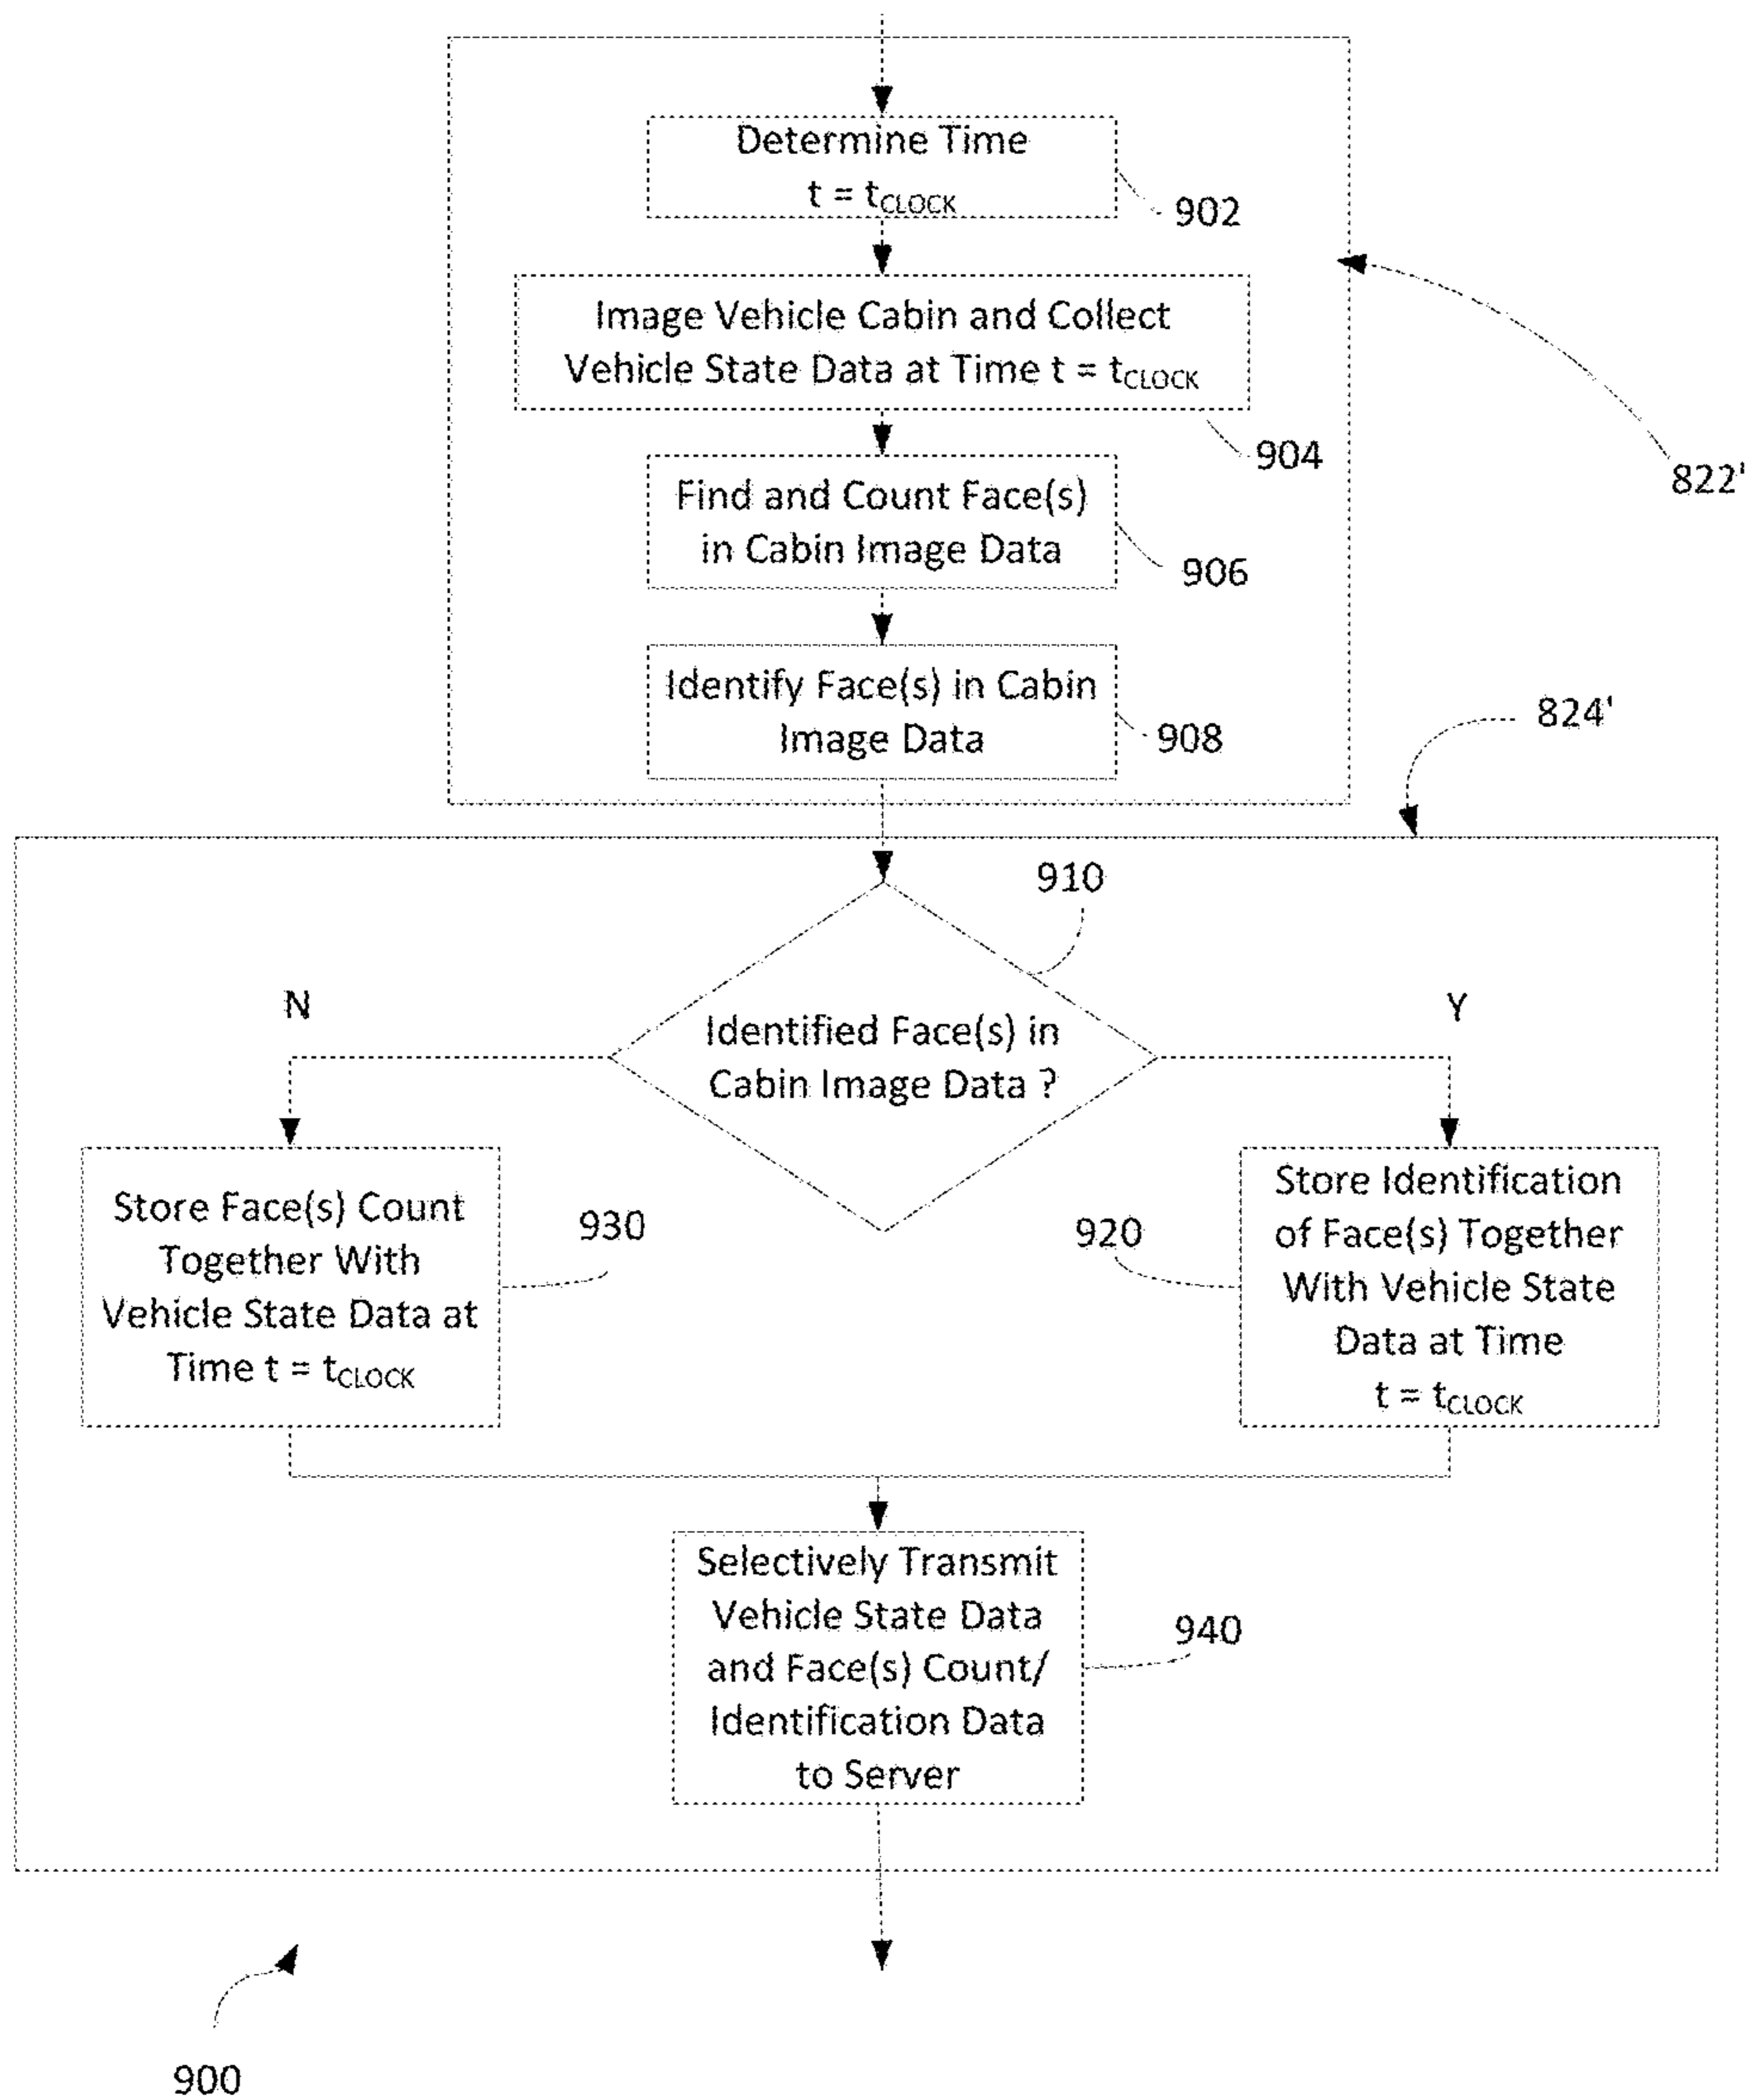 Determine Time
t = tCLOCK
902
Image Vehicle Cabin and Collect
Vehicle State Data at Time t = tCLOCK
904
822'
Find and Count Face(s)
in Cabin Image Data
906
Identify Face(s) in Cabin
Image Data
908
824'
910
N
Y
Identified Face(s) in
Cabin Image Data ?
Store Face(s) Count
Together With
Vehicle State Data at
Time t = tCLOCK
930
920
Store Identification
of Face(s) Together
With Vehicle State
Data at Time
t = tCLOCK
Selectively Transmit
Vehicle State Data
and Face(s) Count/
Identification Data
to Server
940
900